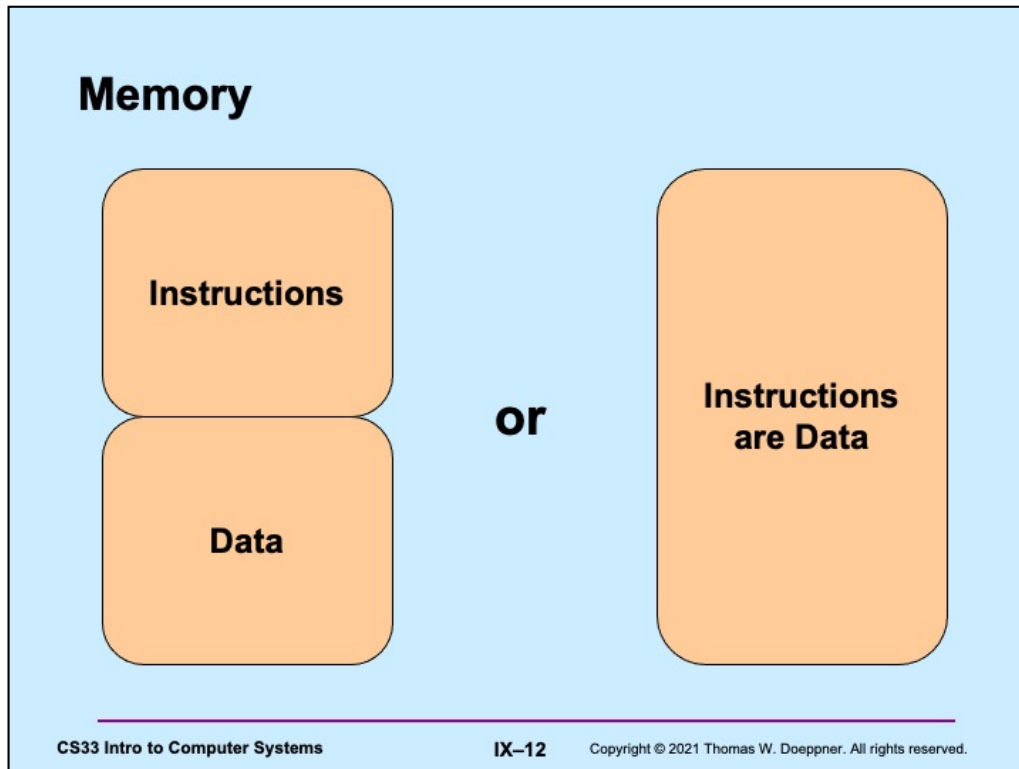 Memory
Instructions
Data
or
Instructions
are Data
CS33 Intro to Computer Systems
IX–12
Copyright © 2021 Thomas W. Doeppner. All rights reserved.